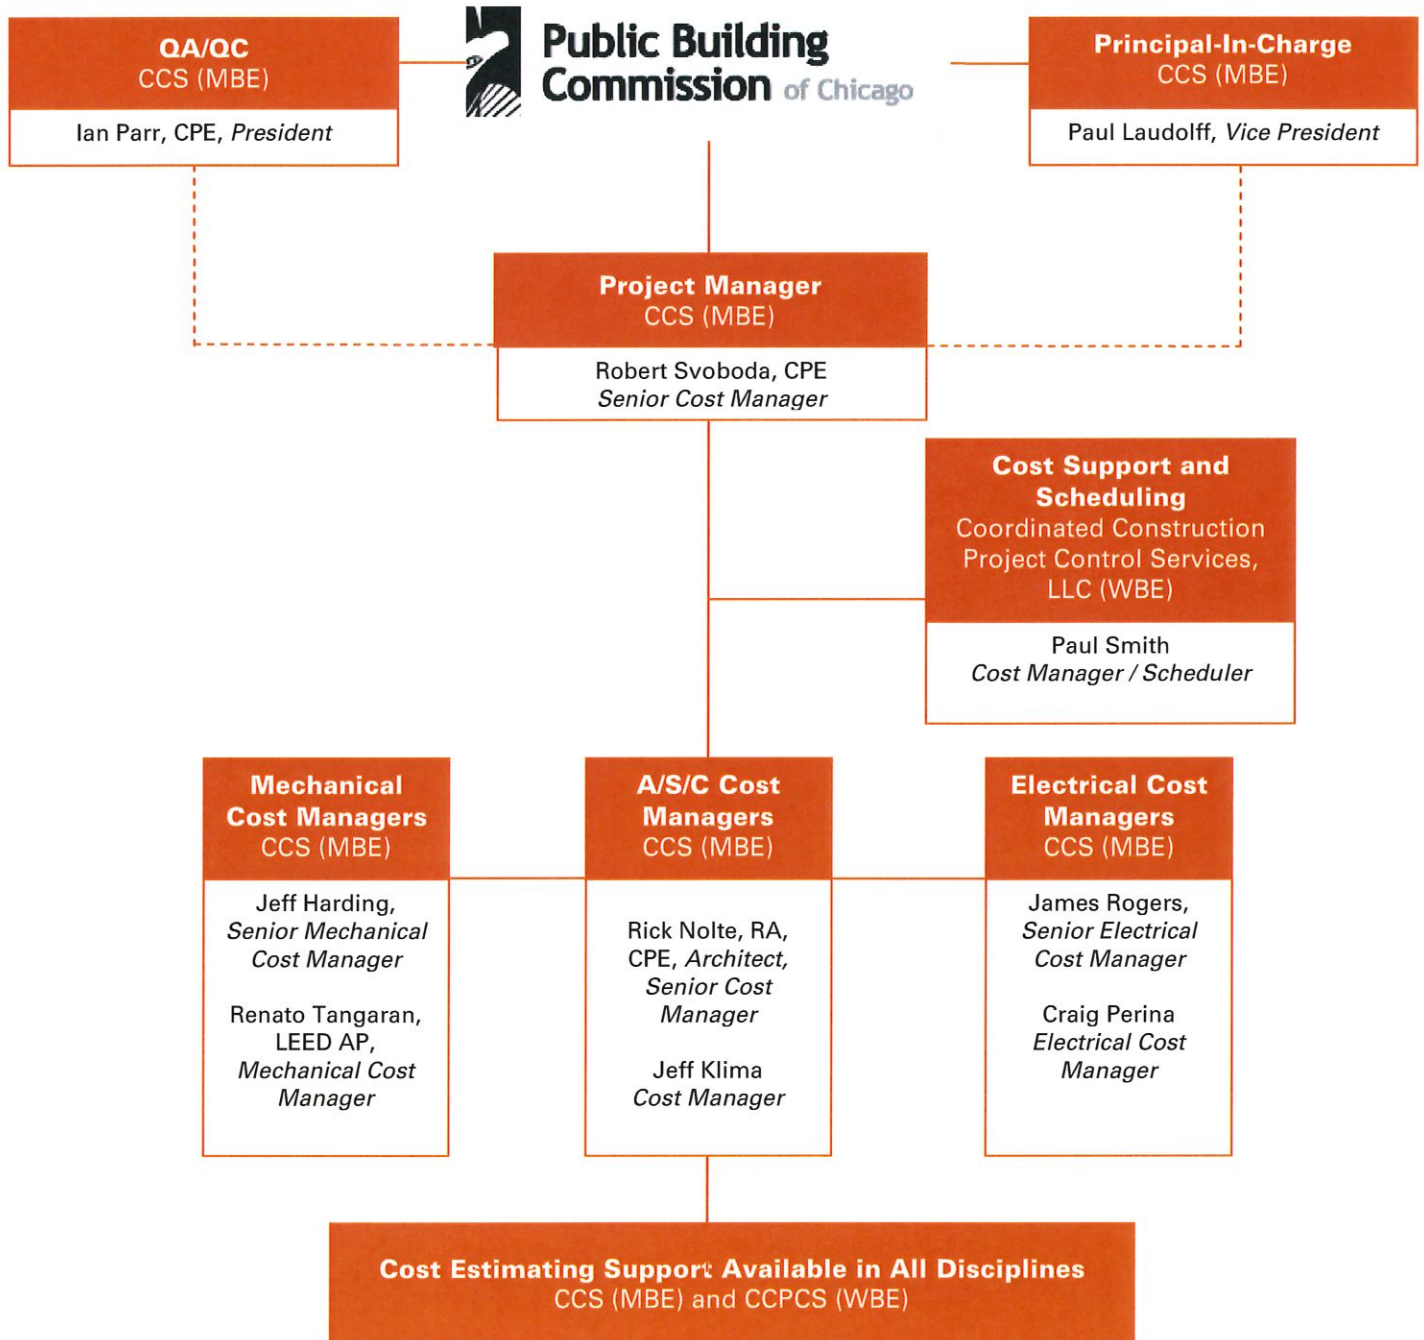 QA/QC
CCS (MBE)
Ian Parr, CPE, President
Public Building
Commission of Chicago
Principal-In-Charge
CCS (MBE)
Paul Laudolff, Vice President
Project Manager
CCS (MBE)
Robert Svoboda, CPE
Senior Cost Manager
Cost Support and
Scheduling
Coordinated Construction
Project Control Services,
LLC (WBE)
Paul Smith
Cost Manager / Scheduler
Mechanical
Cost Managers
CCS (MBE)
Jeff Harding,
Senior Mechanical
Cost Manager
Renato Tangaran,
LEED AP,
Mechanical Cost
Manager
A/S/C Cost
Managers
CCS (MBE)
Rick Nolte, RA,
CPE, Architect,
Senior Cost
Manager
Jeff Klima
Cost Manager
Electrical Cost
Managers
CCS (MBE)
James Rogers,
Senior Electrical
Cost Manager
Craig Perina
Electrical Cost
Manager
Cost Estimating Support Available in All Disciplines
CCS (MBE) and CCPCS (WBE)